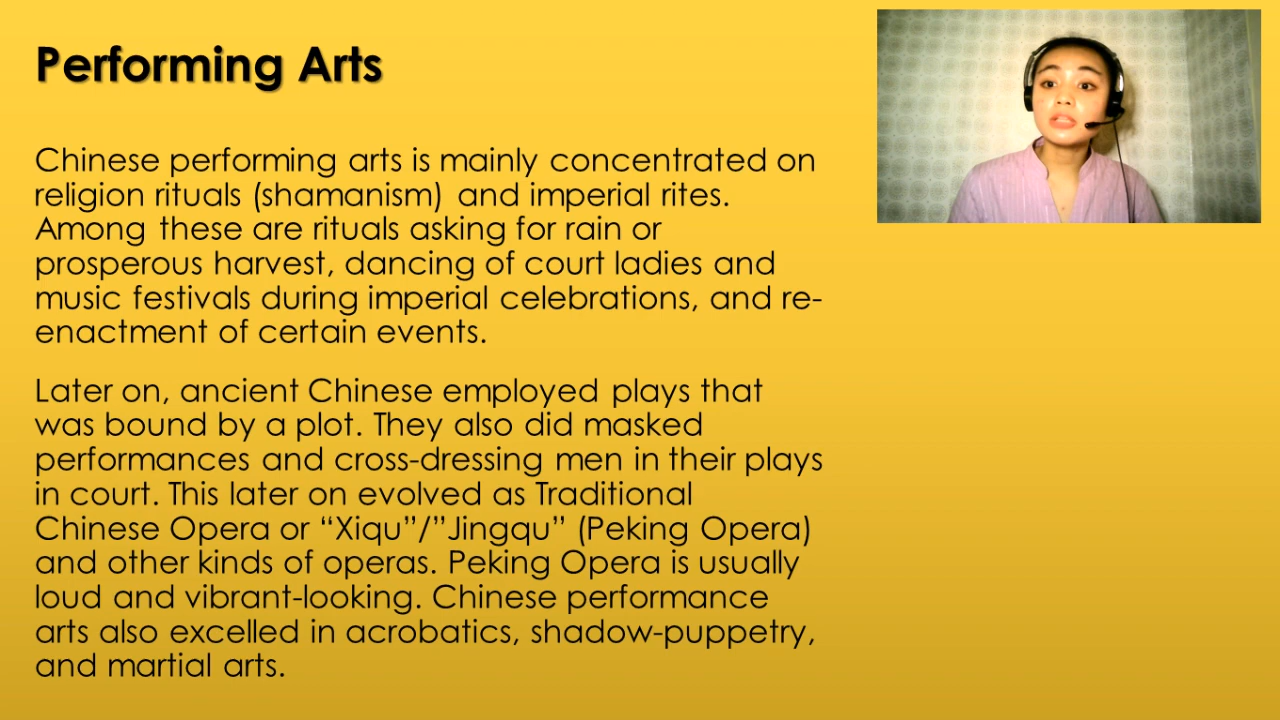 Performing Arts
Chinese performing arts is mainly concentrated on
religion rituals (shamanism) and imperial rites.
Among these are rituals asking for rain or
prosperous harvest, dancing of court ladies and
music festivals during imperial celebrations, and re-
enactment of certain events.
Later on, ancient Chinese employed plays that
was bound by a plot. They also did masked
performances and cross-dressing men in their plays
in court. This later on evolved as Traditional
Chinese Opera or “Xiqu”/”Jingqu” (Peking Opera)
and other kinds of operas. Peking Opera is usually
loud and vibrant-looking. Chinese performance
arts also excelled in acrobatics, shadow-puppetry,
and martial arts.